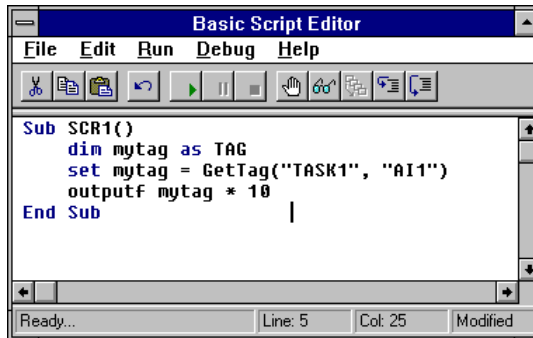 Basic Script Editor
File Edit Run Debug Help
Sub SCR1()
    dim mytag as TAG
    set mytag = GetTag("TASK1", "AI1")
    outputf mytag * 10
End Sub
Ready... Line: 5 Col: 25 Modified